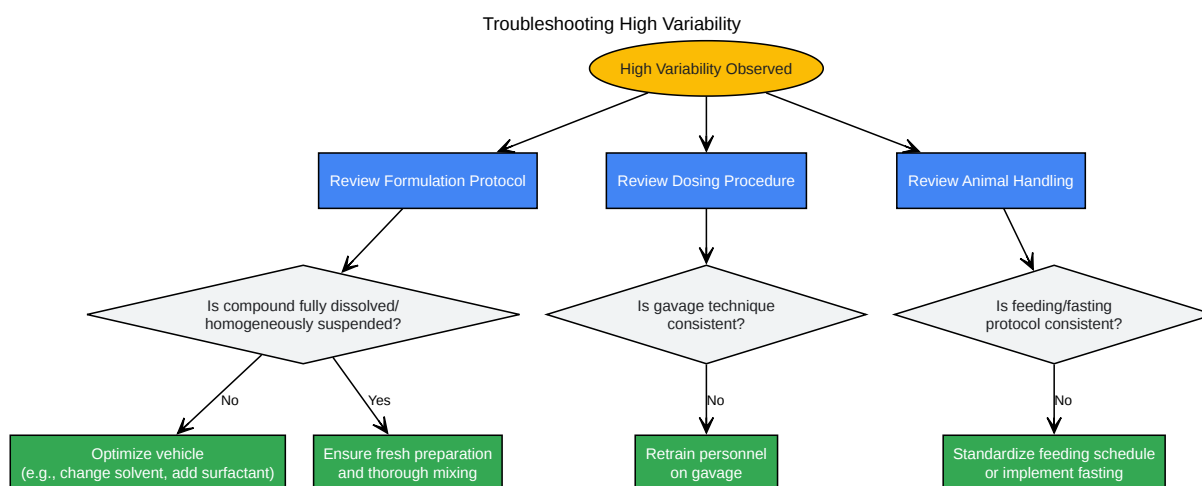 Troubleshooting High Variability
High Variability Observed
Review Formulation Protocol
Review Dosing Procedure
Review Animal Handling
Is compound fully dissolved/
homogeneously suspended?
Is gavage technique
consistent?
Is feeding/fasting
protocol consistent?
No
Yes
No
No
Optimize vehicle
(e.g., change solvent, add surfactant)
Ensure fresh preparation
and thorough mixing
Retrain personnel
on gavage
Standardize feeding schedule
or implement fasting